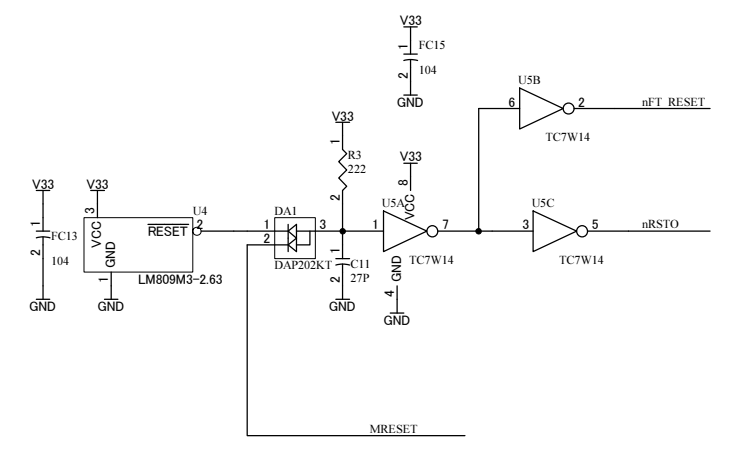 V33
1
FC15
2
104
GND
U5B
6
2
nFT_RESET
TC7W14
V33
1
R3
222
2
V33
8
U5A
VCC
1
7
GND
4
TC7W14
GND
U5C
3
5
nRSTO
TC7W14
V33
1
FC13
2
104
GND
V33
3
U4
VCC
GND
RESET
2
1
LM809M3-2.63
GND
DA1
1
2
3
DAP202KT
1
C11
27P
2
GND
MRESET